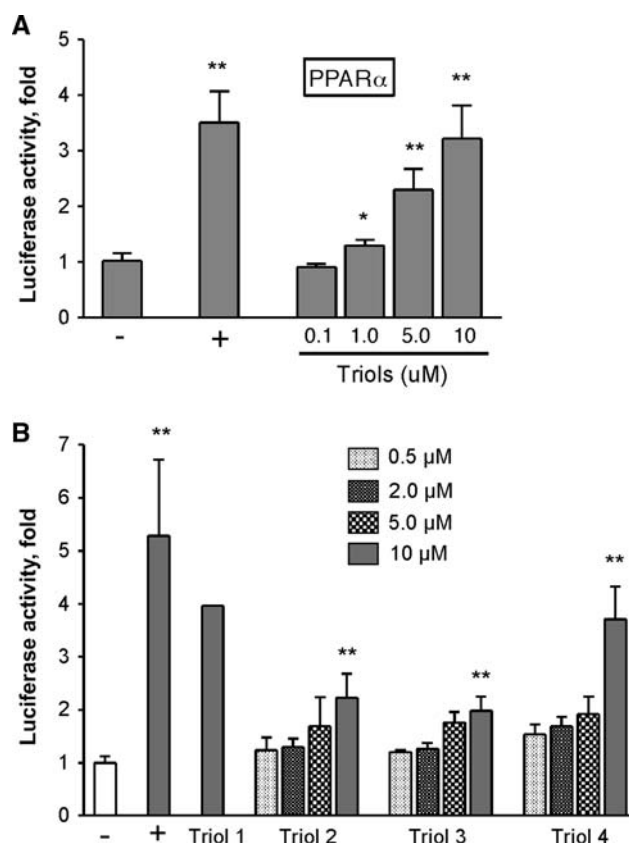 A
Luciferase activity, fold
5
4
3
2
1
0
**
PPARα
**
**
*
- + 0.1 1.0 5.0 10
Triols (uM)
B
Luciferase activity, fold
7
6
5
4
3
2
1
0
**
0.5 µM
2.0 µM
5.0 µM
10 µM
**
**
**
- + Triol 1 Triol 2 Triol 3 Triol 4